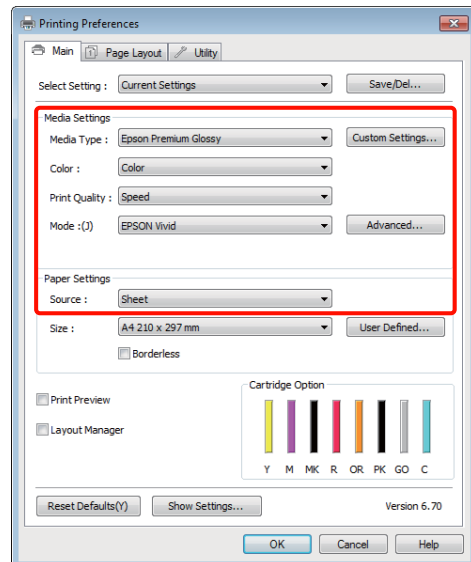 Printing Preferences
Main Page Layout Utility
Select Setting : Current Settings Save/Del...
Media Settings
Media Type : Epson Premium Glossy Custom Settings...
Color : Color
Print Quality : Speed
Mode :(J) EPSON Vivid Advanced...
Paper Settings
Source : Sheet
Size : A4 210 x 297 mm User Defined...
Borderless
Print Preview
Layout Manager
Cartridge Option
Y M MK R OR PK GO C
Reset Defaults(Y) Show Settings... Version 6.70
OK Cancel Help